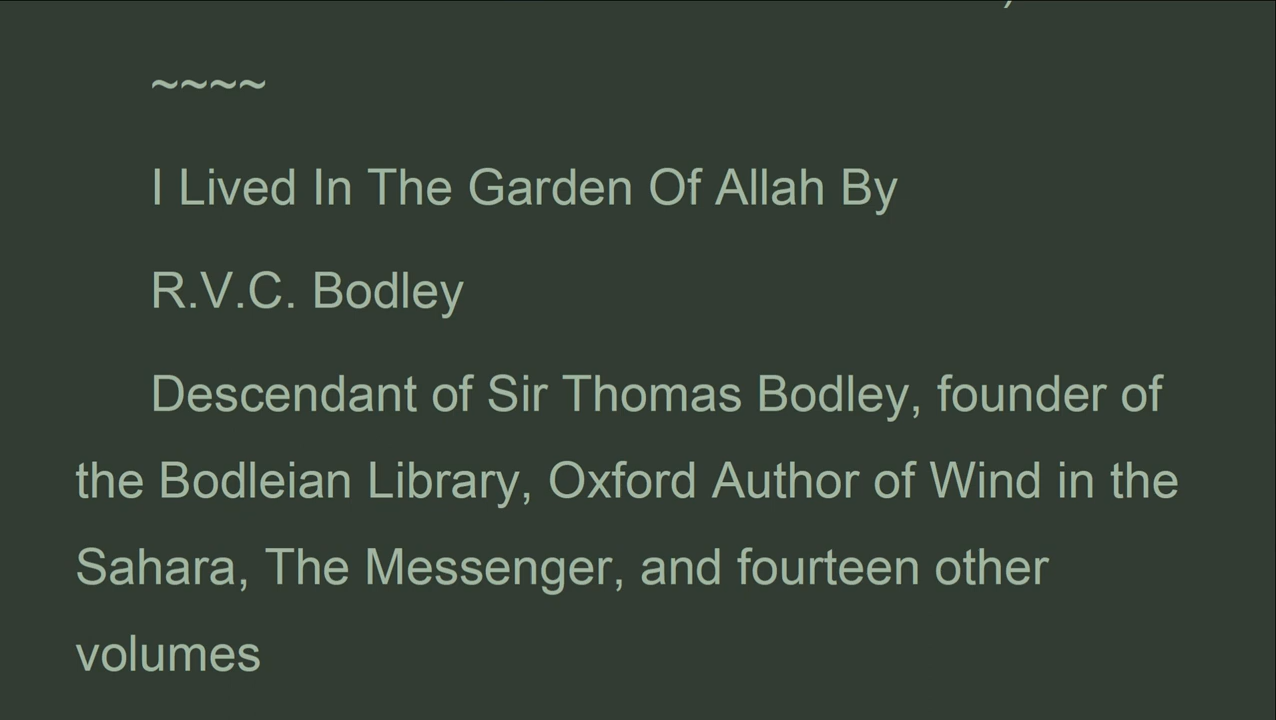 ~~~~
I Lived In The Garden Of Allah By
R.V.C. Bodley
Descendant of Sir Thomas Bodley, founder of
the Bodleian Library, Oxford Author of Wind in the
Sahara, The Messenger, and fourteen other
volumes